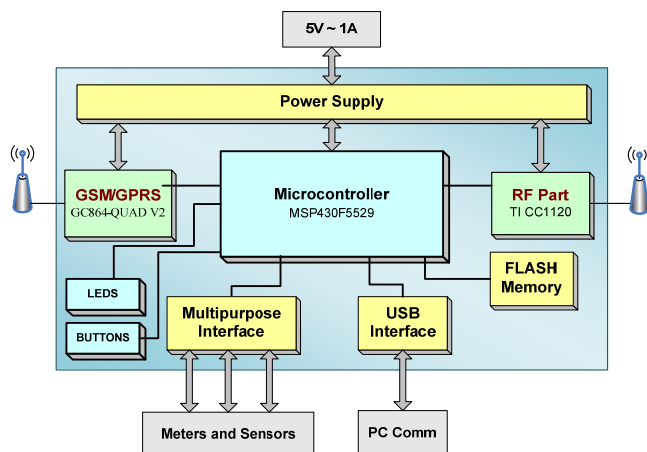 5V ~ 1A
Power Supply
GSM/GPRS
GC864-QUAD V2
Microcontroller
MSP430F5529
RF Part
TI CC1120
LEDS
BUTTONS
Multipurpose
Interface
USB
Interface
FLASH
Memory
Meters and Sensors
PC Comm